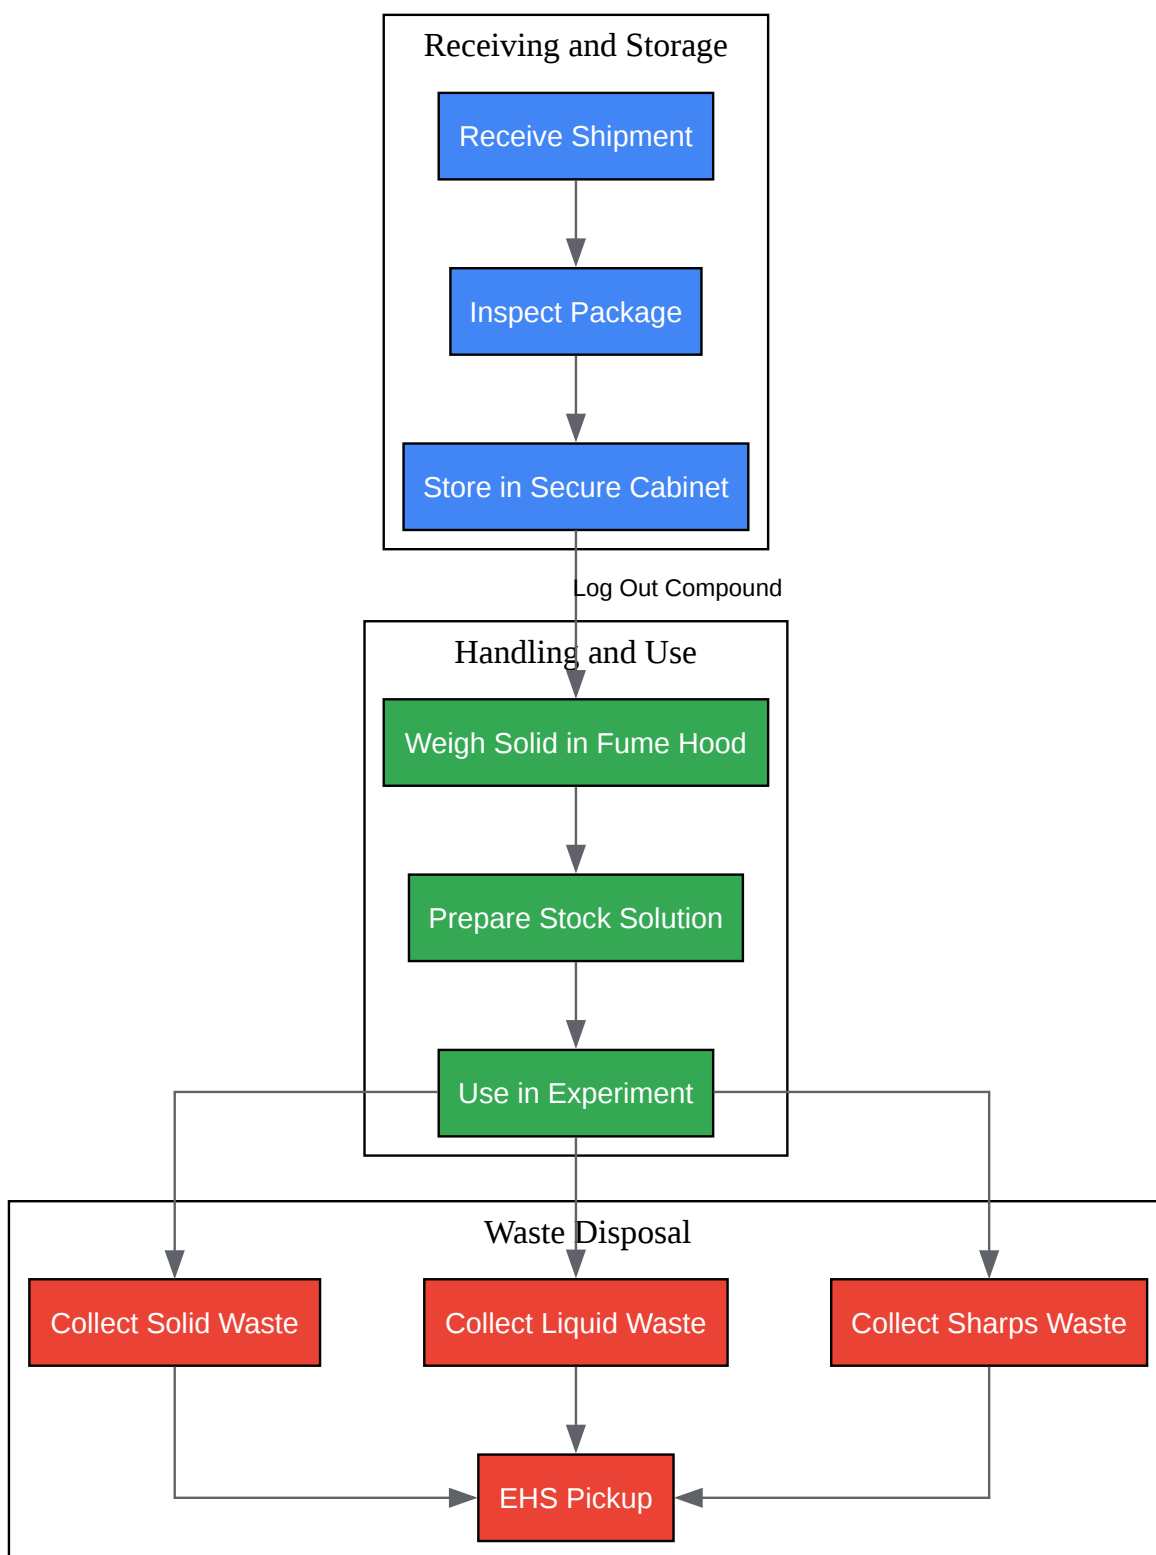 Receiving and Storage
Receive Shipment
Inspect Package
Store in Secure Cabinet
Log Out Compound
Handling and Use
Weigh Solid in Fume Hood
Prepare Stock Solution
Use in Experiment
Waste Disposal
Collect Solid Waste
Collect Liquid Waste
Collect Sharps Waste
EHS Pickup